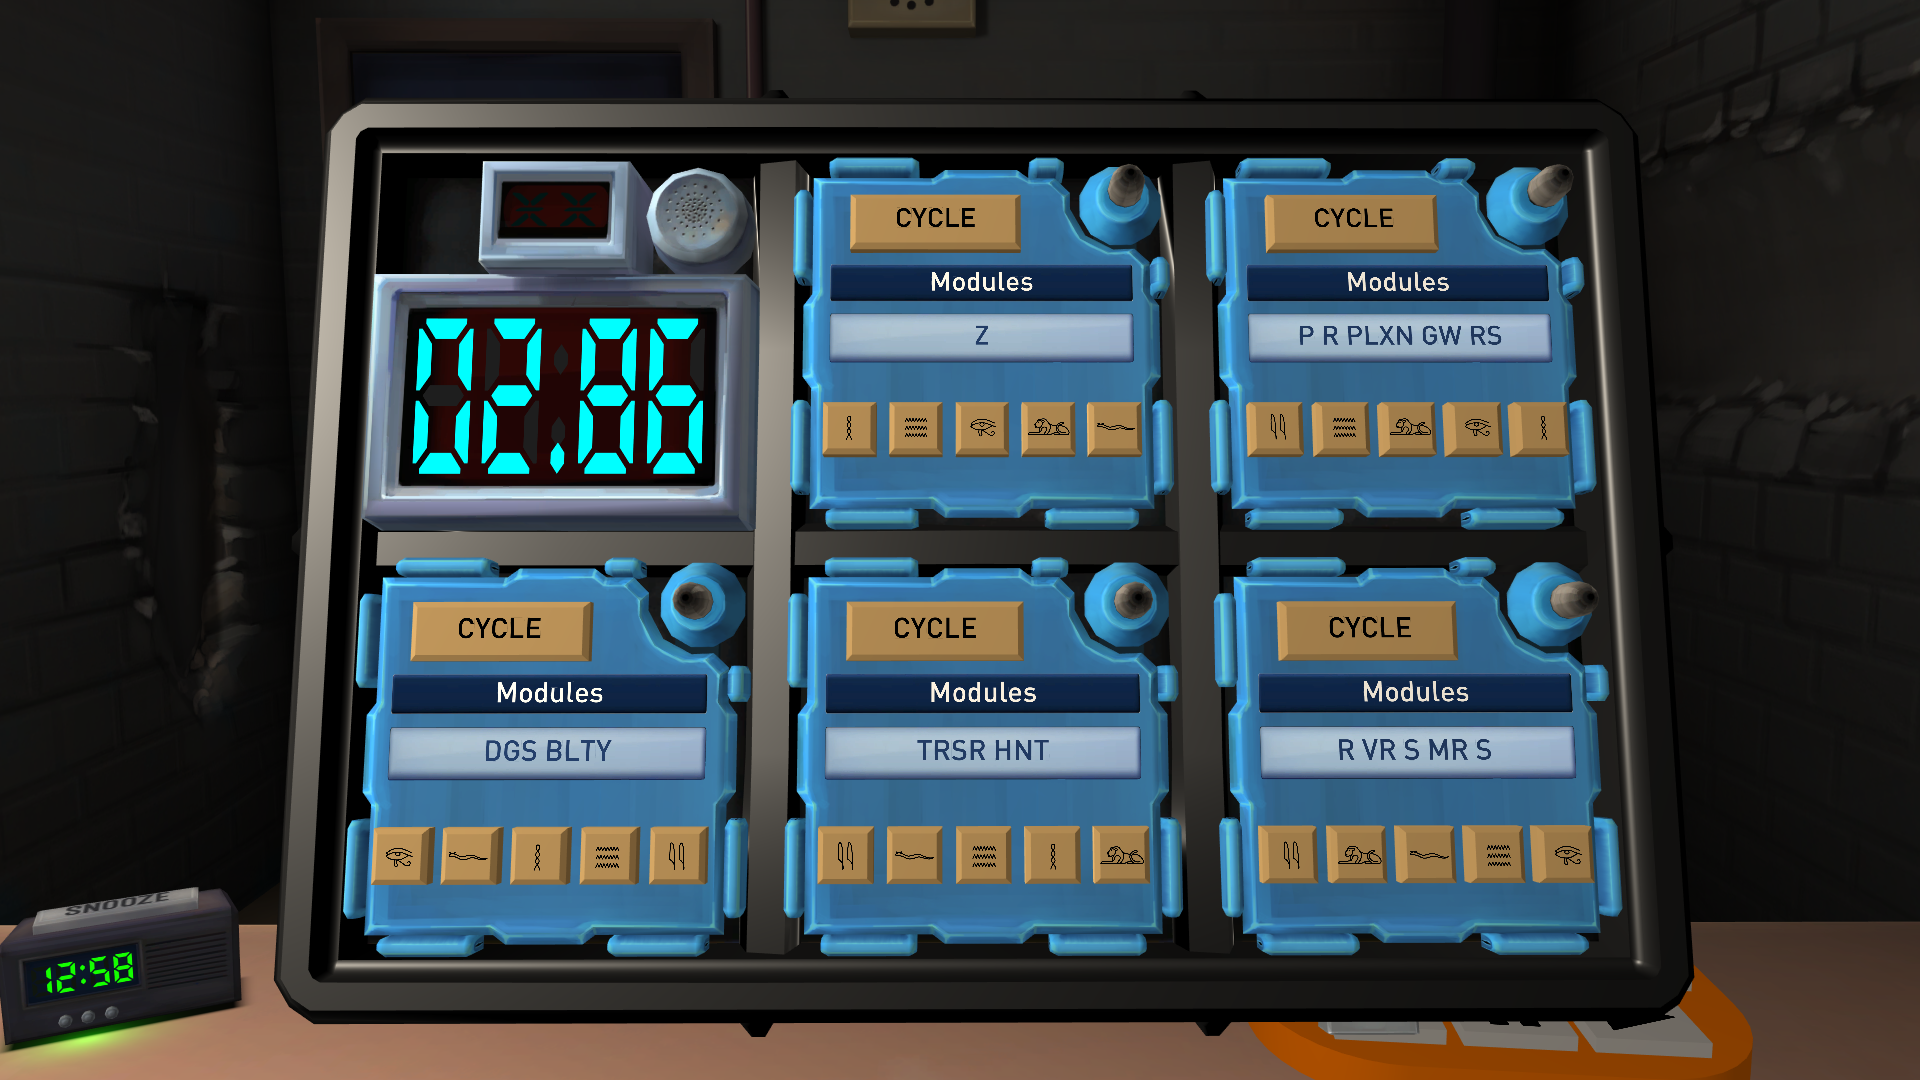 02.86
CYCLE
Modules
Z
CYCLE
Modules
P R PLXN GW RS
CYCLE
Modules
DGS BLTY
CYCLE
Modules
TRSR HNT
CYCLE
Modules
R VR S MR S
SNOOZE
12:58